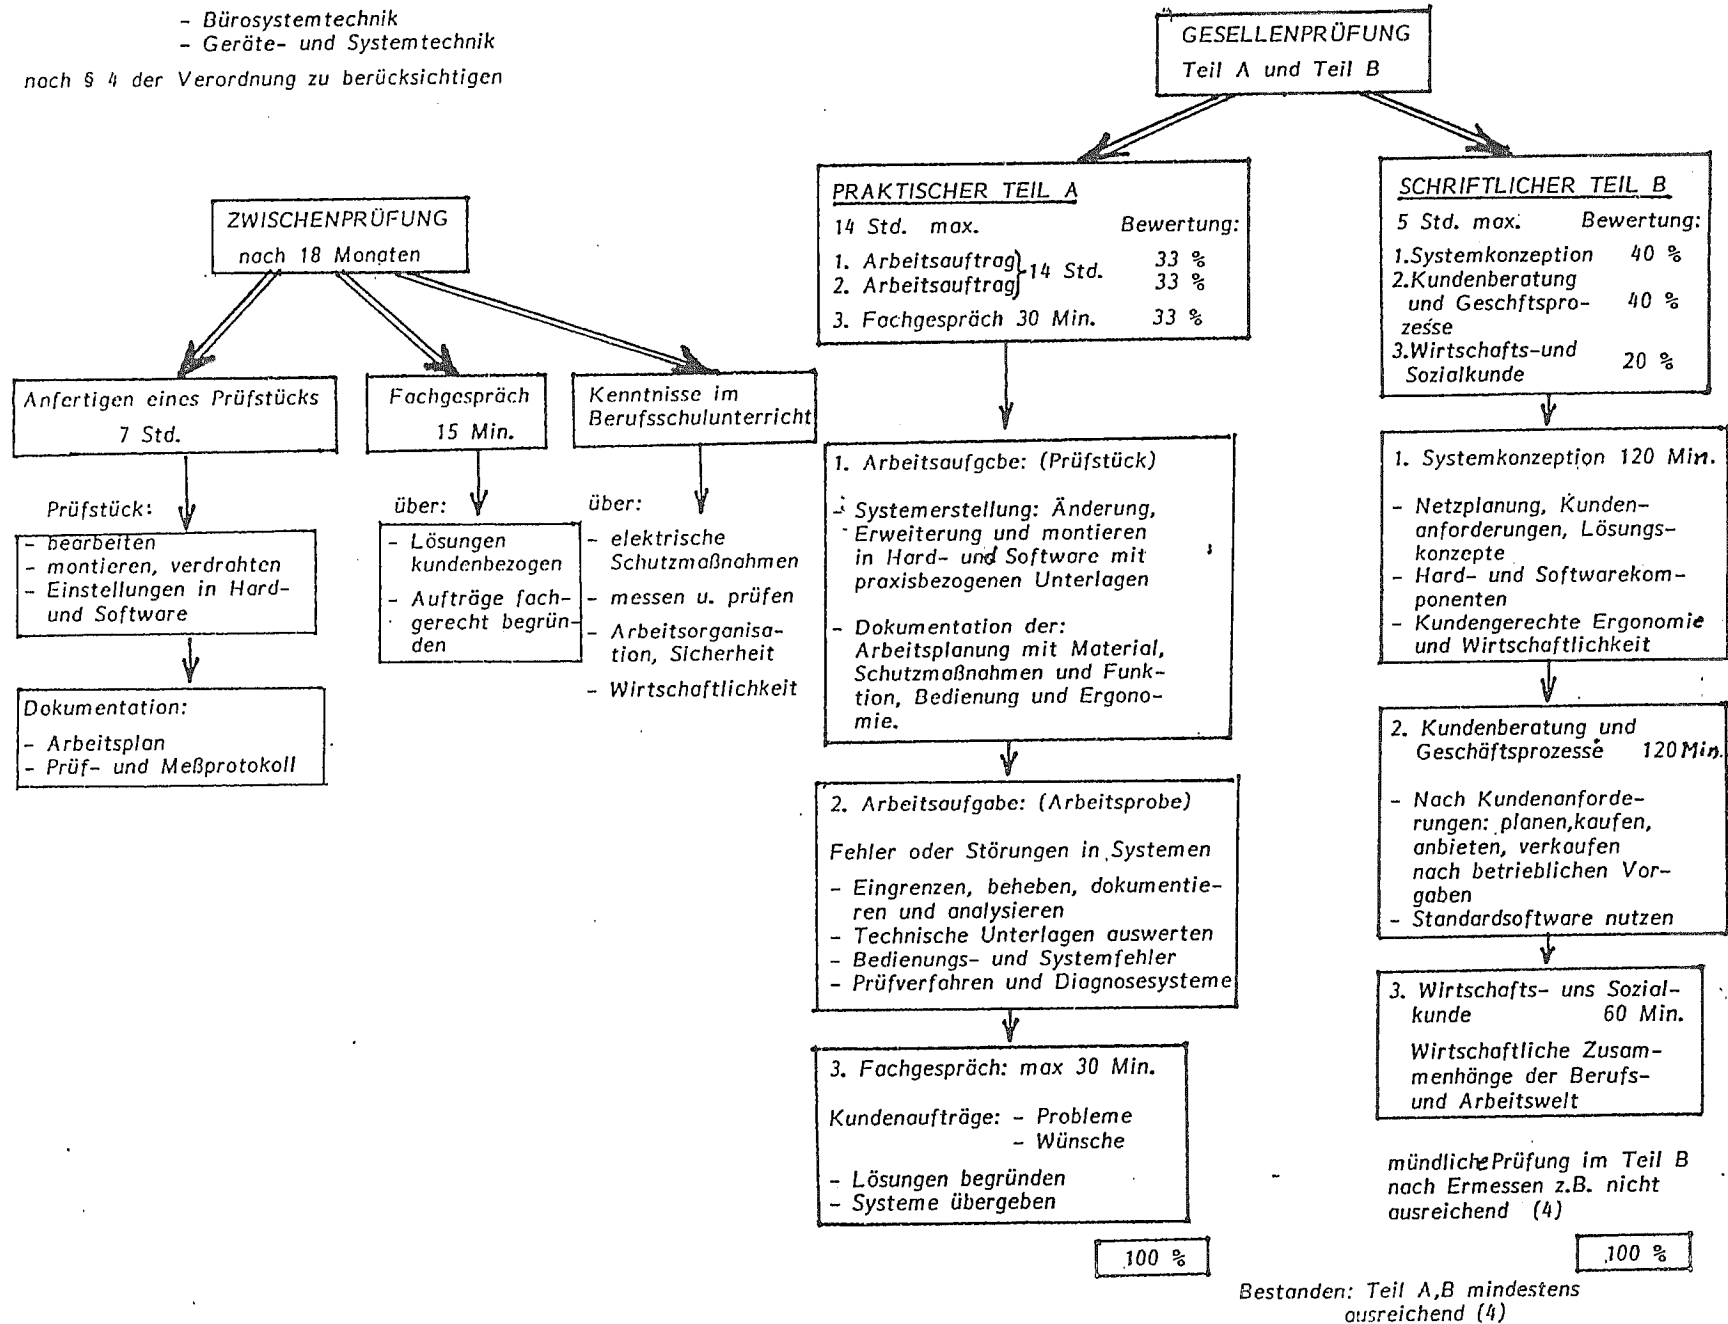 - Bürosystemtechnik
- Geräte- und Systemtechnik
nach § 4 der Verordnung zu berücksichtigen
ZWISCHENPRÜFUNG
nach 18 Monaten
Anfertigen eines Prüfstücks
7 Std.
Prüfstück:
- bearbeiten
- montieren, verdrahten
- Einstellungen in Hard-
und Software
Dokumentation:
- Arbeitsplan
- Prüf- und Meßprotokoll
Fachgespräch
15 Min.
über:
- Lösungen
kundenbezogen
- Aufträge fach-
gerecht begrün-
den
Kenntnisse im
Berufsschulunterricht
über:
- elektrische
Schutzmaßnahmen
- messen u. prüfen
- Arbeitsorganisa-
tion, Sicherheit
- Wirtschaftlichkeit
GESELLENPRÜFUNG
Teil A und Teil B
PRAKTISCHER TEIL A
14 Std. max. Bewertung:
1. Arbeitsauftrag 33 %
2. Arbeitsauftrag }14 Std. 33 %
3. Fachgespräch 30 Min. 33 %
1. Arbeitsaufgabe: (Prüfstück)
- Systemerstellung: Änderung,
Erweiterung und montieren
in Hard- und Software mit
praxisbezogenen Unterlagen
- Dokumentation der:
Arbeitsplanung mit Material,
Schutzmaßnahmen und Funk-
tion, Bedienung und Ergono-
mie.
2. Arbeitsaufgabe: (Arbeitsprobe)
Fehler oder Störungen in Systemen
- Eingrenzen, beheben, dokumentie-
ren und analysieren
- Technische Unterlagen auswerten
- Bedienungs- und Systemfehler
- Prüfverfahren und Diagnosesysteme
3. Fachgespräch: max 30 Min.
Kundenaufträge: - Probleme
- Wünsche
- Lösungen begründen
- Systeme übergeben
100 %
SCHRIFTLICHER TEIL B
5 Std. max. Bewertung:
1.Systemkonzeption 40 %
2.Kundenberatung
und Geschftspro- 40 %
zesse
3.Wirtschafts-und
Sozialkunde 20 %
1. Systemkonzeption 120 Min.
- Netzplanung, Kunden-
anforderungen, Lösungs-
konzepte
- Hard- und Softwarekom-
ponenten
- Kundengerechte Ergonomie
und Wirtschaftlichkeit
2. Kundenberatung und
Geschäftsprozesse 120 Min.
- Nach Kundenanforde-
rungen: planen,kaufen,
anbieten, verkaufen
nach betrieblichen Vor-
gaben
- Standardsoftware nutzen
3. Wirtschafts- uns Sozial-
kunde 60 Min.
Wirtschaftliche Zusam-
menhänge der Berufs-
und Arbeitswelt
mündliche Prüfung im Teil B
nach Ermessen z.B. nicht
ausreichend (4)
100 %
Bestanden: Teil A,B mindestens
ausreichend (4)